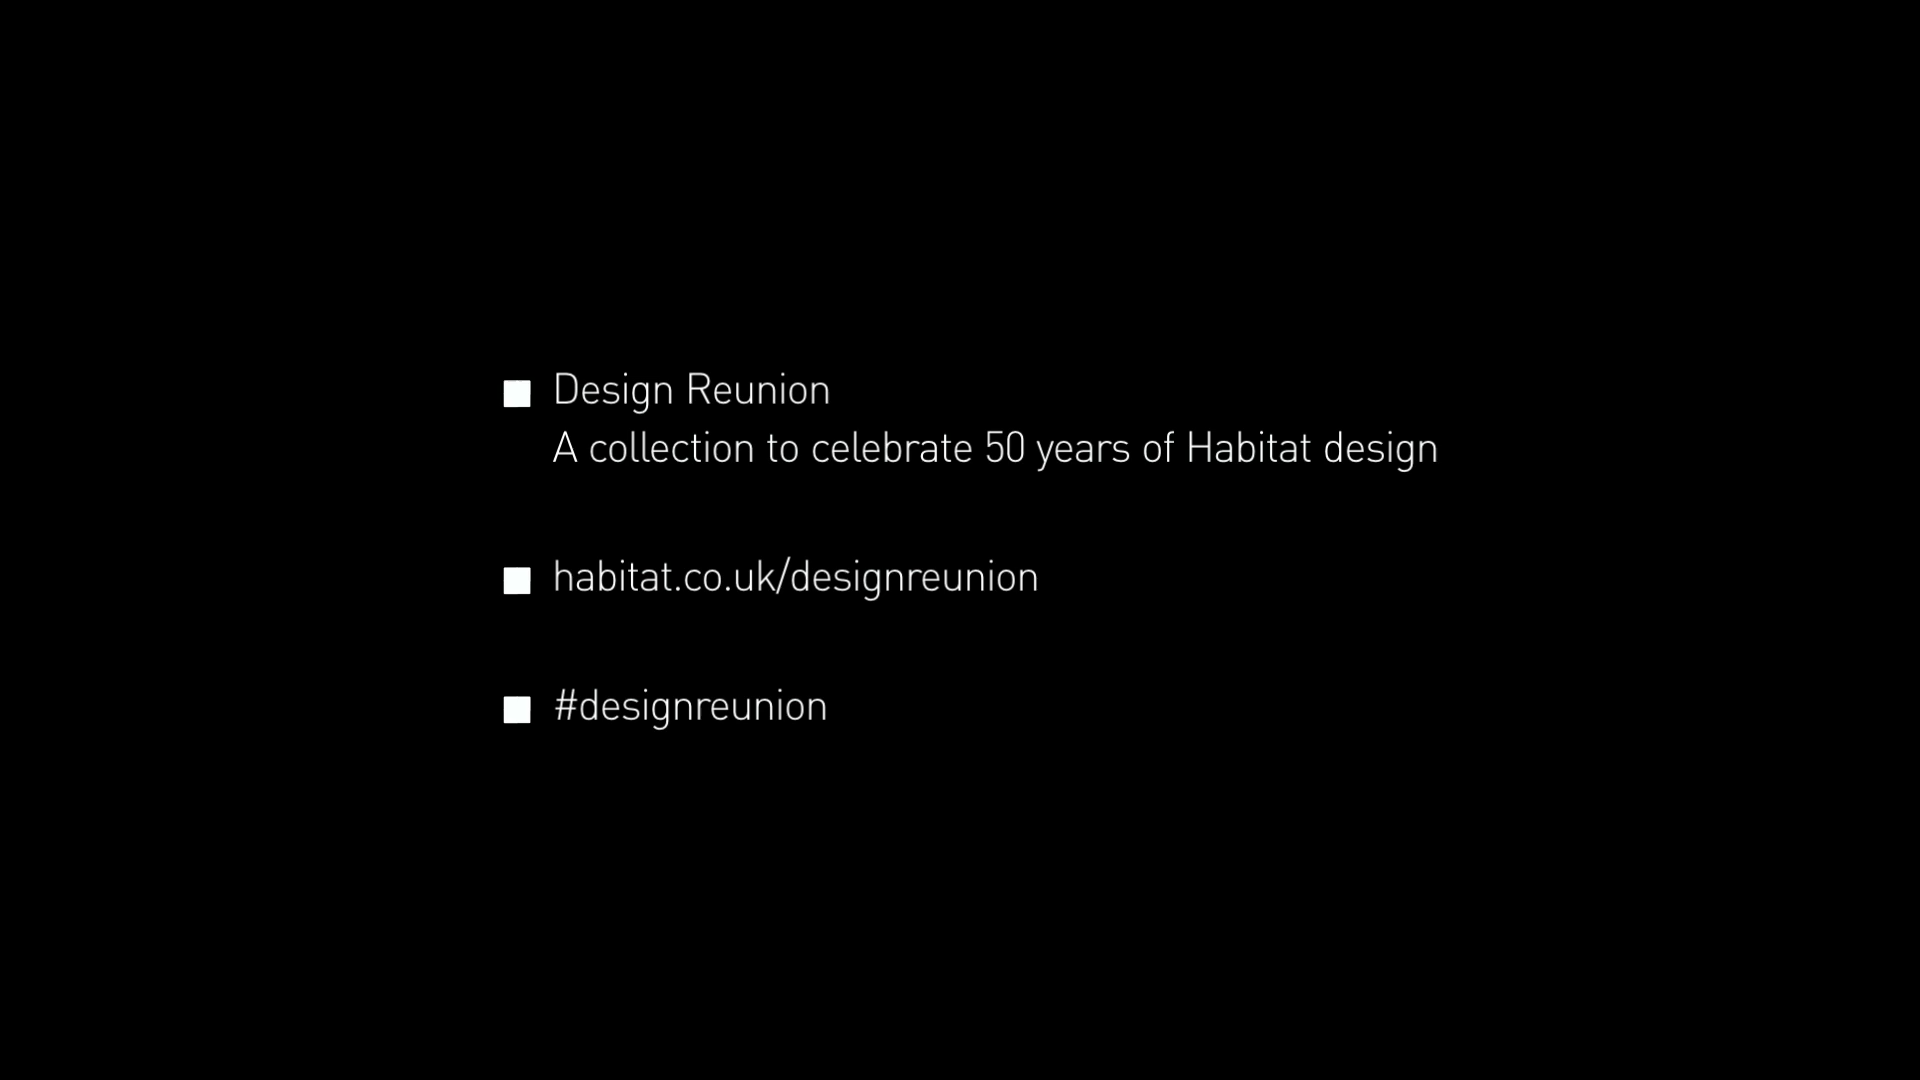 Design Reunion
A collection to celebrate 50 years of Habitat design
habitat.co.uk/designreunion
#designreunion